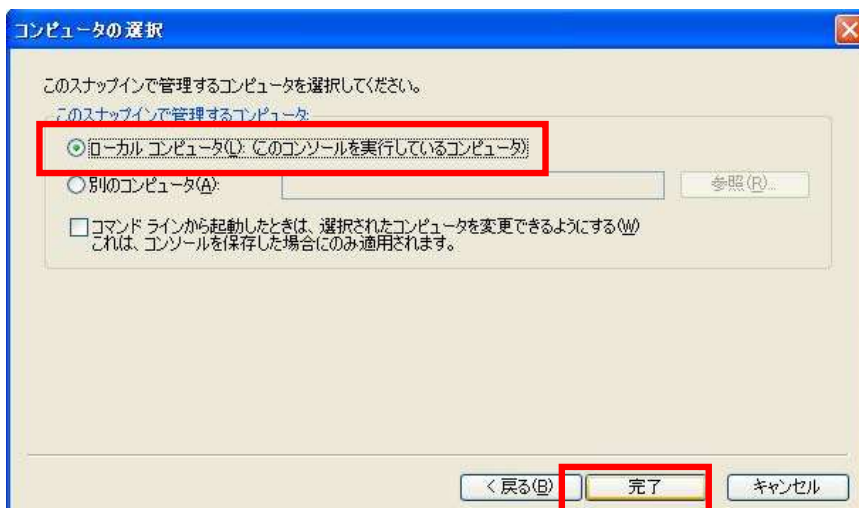 コンピュータの選択
このスナップインで管理するコンピュータを選択してください。
このスナップインで管理するコンピュータ:
ローカル コンピュータ(L): (このコンソールを実行しているコンピュータ)
別のコンピュータ(A):
参照(R)...
コマンド ラインから起動したときは、選択されたコンピュータを変更できるようにする(W)
これは、コンソールを保存した場合にのみ適用されます。
< 戻る(B)
完了
キャンセル